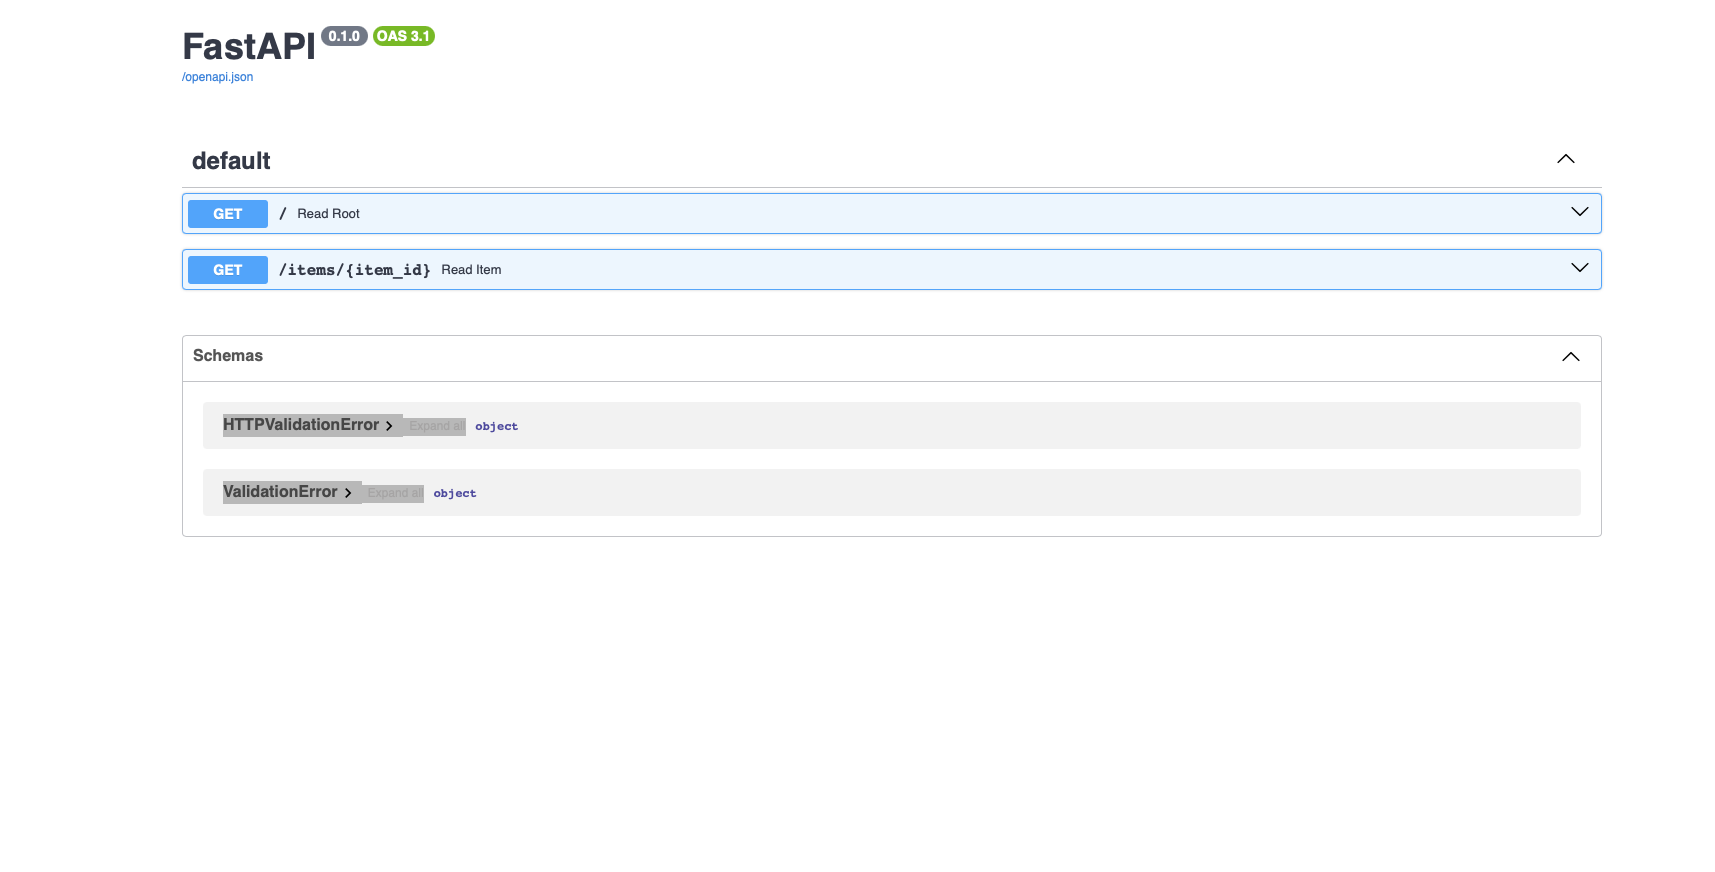 FastAPI 0.1.0 OAS 3.1
/openapi.json
default
GET / Read Root
GET /items/{item_id} Read Item
Schemas
HTTPValidationError Expand all object
ValidationError Expand all object